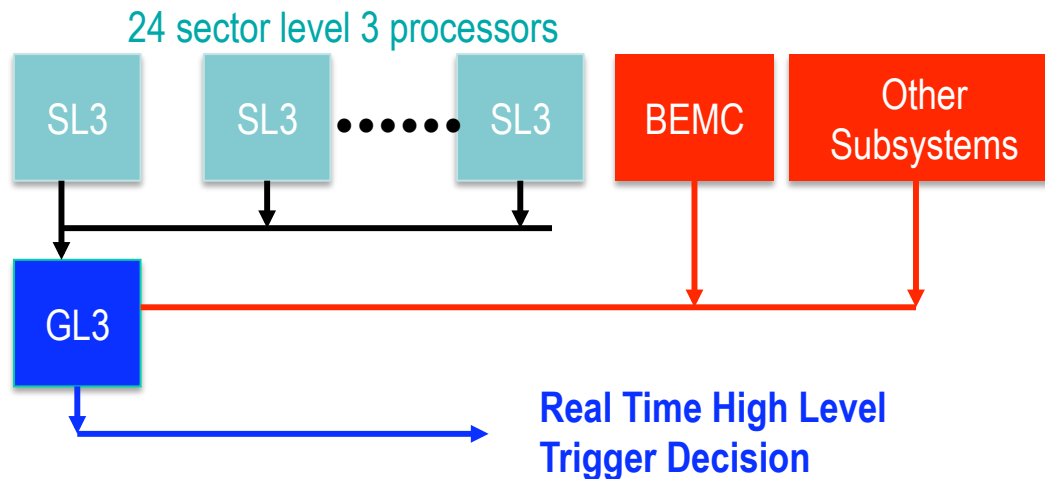 24 sector level 3 processors
SL3
SL3
SL3
BEMC
Other
Subsystems
GL3
Real Time High Level
Trigger Decision